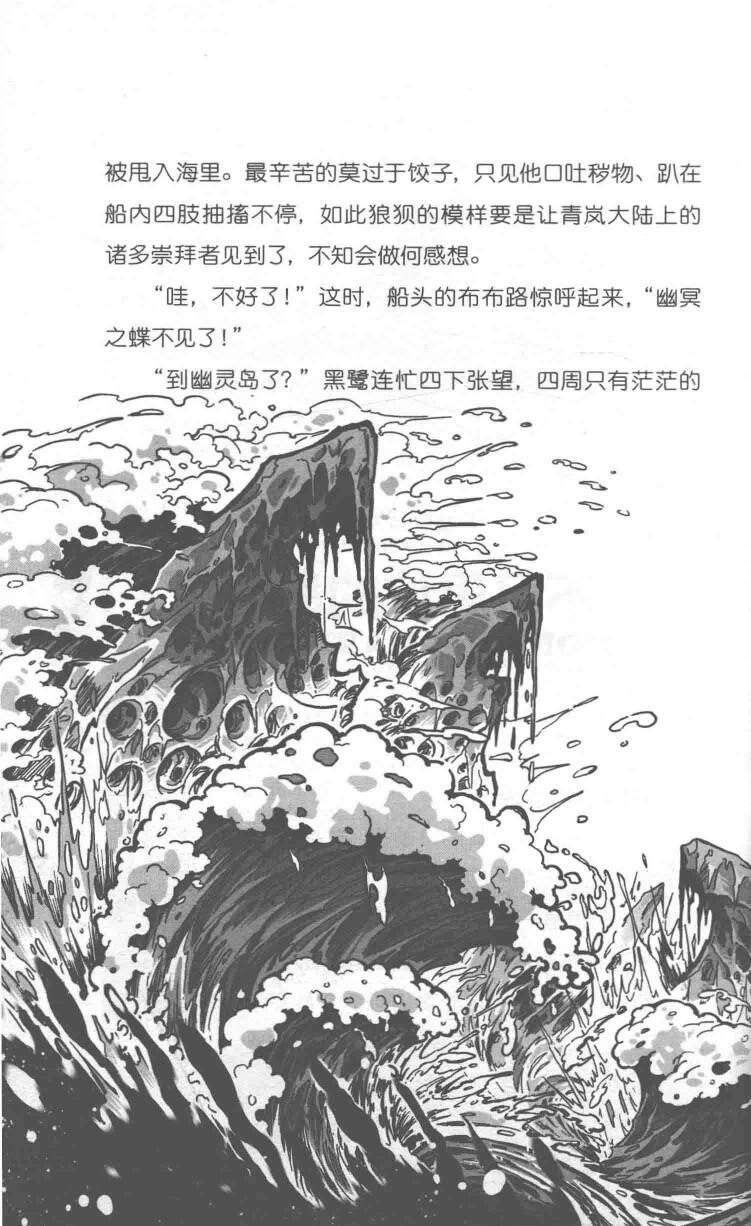 被甩入海里。最辛苦的莫过于饺子，只见他口吐秽物、趴在
船内四肢抽搐不停，如此狼狈的模样要是让青岚大陆上的
诸多崇拜者见到了，不知会做何感想。
“哇，不好了！”这时，船头的布布路惊呼起来，“幽冥
之蝶不见了！”
“到幽灵岛了？”黑鹭连忙四下张望，四周只有茫茫的